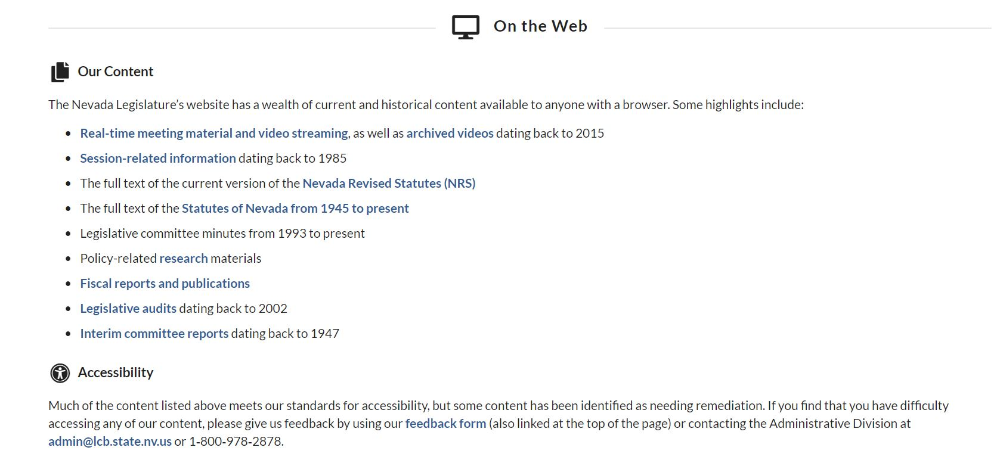 On the Web
Our Content
The Nevada Legislature’s website has a wealth of current and historical content available to anyone with a browser. Some highlights include:
• Real-time meeting material and video streaming, as well as archived videos dating back to 2015
• Session-related information dating back to 1985
• The full text of the current version of the Nevada Revised Statutes (NRS)
• The full text of the Statutes of Nevada from 1945 to present
• Legislative committee minutes from 1993 to present
• Policy-related research materials
• Fiscal reports and publications
• Legislative audits dating back to 2002
• Interim committee reports dating back to 1947
Accessibility
Much of the content listed above meets our standards for accessibility, but some content has been identified as needing remediation. If you find that you have difficulty
accessing any of our content, please give us feedback by using our feedback form (also linked at the top of the page) or contacting the Administrative Division at
admin@lcb.state.nv.us or 1-800-978-2878.